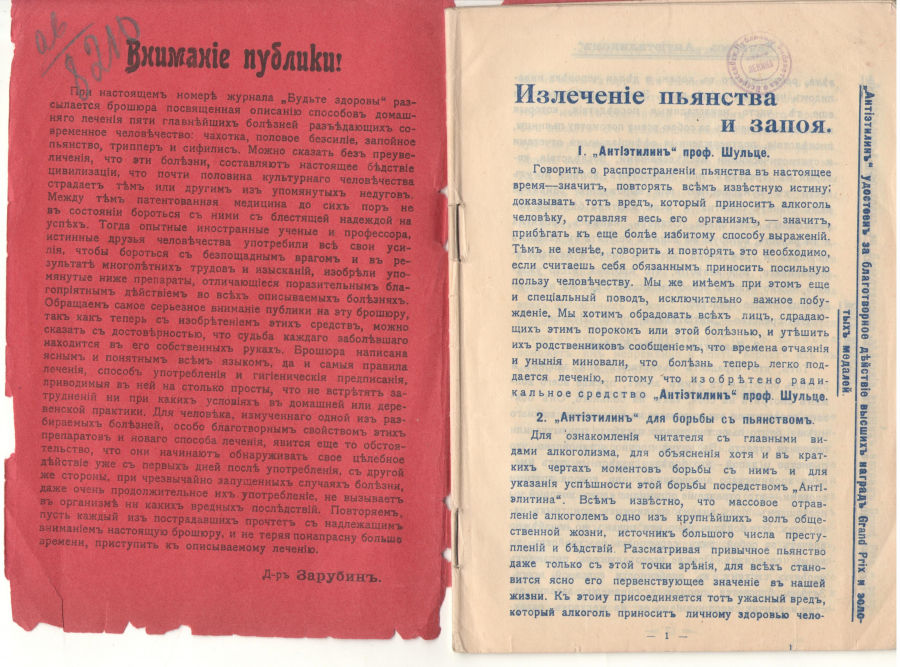 ак
8210
Вниманіе публики!
При настоящемъ номерѣ журнала „Будьте здоровы“ раз-
сылается брошюра посвященная описанію способовъ домаш-
няго леченія пяти главнѣйшихъ болѣзней разъѣдающихъ со-
временное человѣчество: чахотка, половое безсиліе, запойное
пьянство, трипперъ и сифилисъ. Можно сказать безъ преуве-
личенія, что эти болѣзни, составляютъ настоящее бѣдствіе
цивилизаціи, что почти половина культурнаго человѣчества
страдаетъ тѣмъ или другимъ изъ упомянутыхъ недуговъ.
Между тѣмъ патентованная медицина до сихъ поръ не
въ состояніи бороться съ ними съ блестящей надеждой на
успѣхъ. Тогда опытные иностранные ученые и профессора,
истинные друзья человѣчества употребили всѣ свои уси-
лія, чтобы бороться съ безпощаднымъ врагомъ и въ ре-
зультатѣ многолѣтнихъ трудовъ и изысканій, изобрѣли упо-
мянутые ниже препараты, отличающіеся поразительнымъ бла-
гопріятнымъ дѣйствіемъ во всѣхъ описываемыхъ болѣзняхъ.
Обращаемъ самое серьезное вниманіе публики на эту брошюру,
такъ какъ теперь съ изобрѣтеніемъ этихъ средствъ, можно
сказать съ достовѣрностью, что судьба каждаго заболѣвшаго
находится въ его собственныхъ рукахъ. Брошюра написана
яснымъ и понятнымъ всѣмъ языкомъ, да и самыя правила
леченія, способъ употребленія и гигіеническія предписанія,
приводимыя въ ней на столько просты, что не встрѣтятъ за-
трудненій ни при какихъ условіяхъ въ домашней или дере-
венской практики. Для человѣка, измученнаго одной изъ раз-
бираемыхъ болѣзней, особо благотворнымъ свойствомъ этихъ
препаратовъ и новаго способа леченія, явится еще то обстоя-
тельство, что они начинаютъ обнаруживать свое цѣлебное
дѣйствіе уже съ первыхъ дней послѣ употребленія, съ другой
же стороны, при чрезвычайно запущенныхъ случаяхъ болѣзни,
даже очень продолжительное ихъ употребленіе, не вызываетъ
въ организмѣ ни какихъ вредныхъ послѣдствій. Повторяемъ,
пусть каждый изъ пострадавшихъ прочтетъ съ надлежащимъ
вниманіемъ настоящую брошюру, и не теряя понапрасну больше
времени, приступитъ къ описываемому леченію.
Д-ръ Зарубинъ.
Излеченіе пьянства
и запоя.
1. „Антіэтилинъ“ проф. Шульце.
Говорить о распространеніи пьянства въ настоящее
время—значитъ, повторять всѣмъ извѣстную истину;
доказывать тотъ вредъ, который приноситъ алкоголь
человѣку, отравляя весь его организмъ, — значитъ,
прибѣгать къ еще болѣе избитому способу выраженій.
Тѣмъ не менѣе, говорить и повторять это необходимо,
если считаешь себя обязаннымъ приносить посильную
пользу человѣчеству. Мы же имѣемъ при этомъ еще
и спеціальный поводъ, исключительно важное побу-
жденіе. Мы хотимъ обрадовать всѣхъ лицъ, сдрадаю-
щихъ этимъ порокомъ или этой болѣзнью, и утѣшить
ихъ родственниковъ сообщеніемъ, что времена отчаянія
и унынія миновали, что болѣзнь теперь легко под-
дается леченію, потому что изобрѣтено ради-
кальное средство „Антіэтилинъ“ проф. Шульце.
2. „Антіэтилинъ“ для борьбы съ пьянствомъ.
Для ознакомленія читателя съ главными ви-
дами алкоголизма, для объясненія хотя и въ крат-
кихъ чертахъ моментовъ борьбы съ нимъ и для
указанія успѣшности этой борьбы посредствомъ „Анті-
элитина“. Всѣмъ извѣстно, что массовое отрав-
леніе алкоголемъ одно изъ крупнѣйшихъ золъ обще-
ственной жизни, источникъ большого числа престу-
пленій и бѣдствій. Разсматривая привычное пьянство
даже только съ этой точки зрѣнія, для всѣхъ стано-
вится ясно его первенствующее значеніе въ нашей
жизни. Къ этому присоединяется тотъ ужасный вредъ,
который алкоголь приноситъ личному здоровью чело-
— 1 —
1
„Антіэтилинъ“ удостоенъ за благотворное дѣйствіе высшихъ наградъ Grand Prix и золо-
тыхъ медалей.